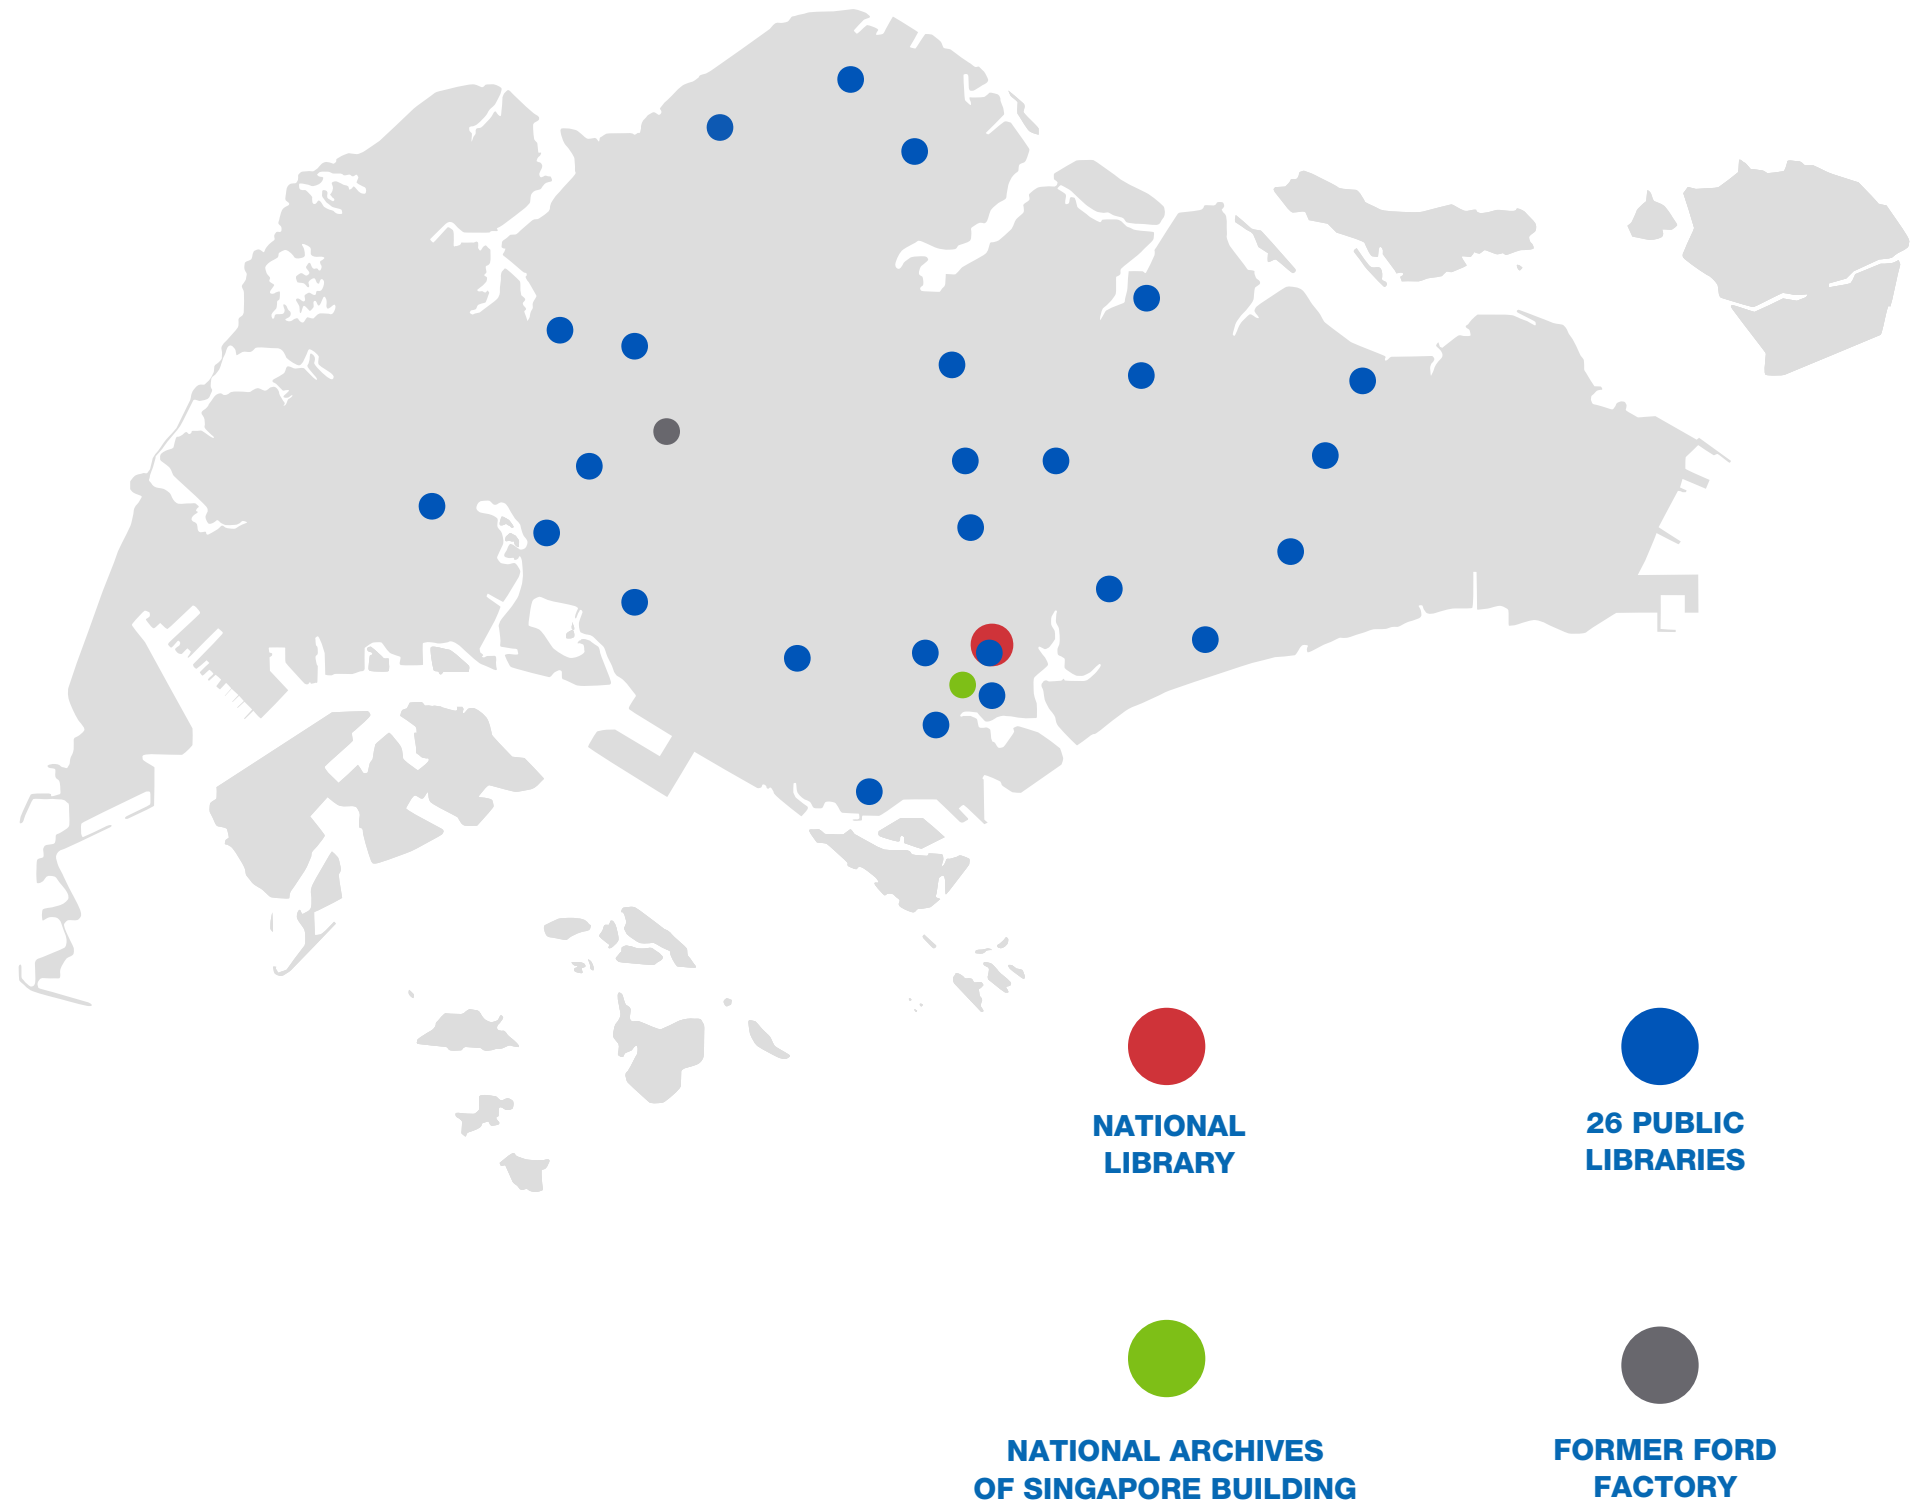 NATIONAL
LIBRARY
26 PUBLIC
LIBRARIES
NATIONAL ARCHIVES
OF SINGAPORE BUILDING
FORMER FORD
FACTORY